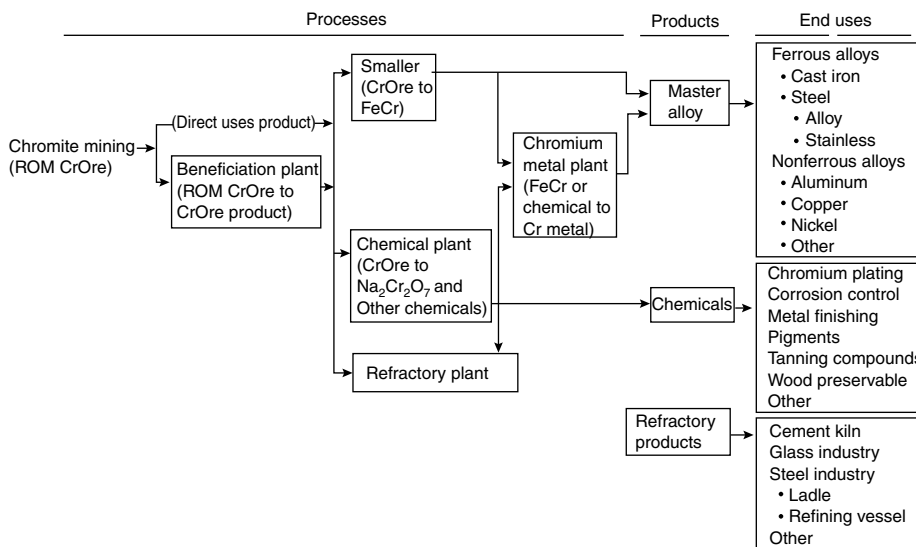 Processes
Products
End uses
Chromite mining
(ROM CrOre)
(Direct uses product)
Beneficiation plant
(ROM CrOre to
CrOre product)
Smaller
(CrOre to
FeCr)
Chemical plant
(CrOre to
Na₂Cr₂O₇ and
Other chemicals)
Refractory plant
Chromium
metal plant
(FeCr or
chemical to
Cr metal)
Master
alloy
Chemicals
Refractory
products
Ferrous alloys
• Cast iron
• Steel
• Alloy
• Stainless
Nonferrous alloys
• Aluminum
• Copper
• Nickel
• Other
Chromium plating
Corrosion control
Metal finishing
Pigments
Tanning compounds
Wood preservable
Other
Cement kiln
Glass industry
Steel industry
• Ladle
• Refining vessel
Other